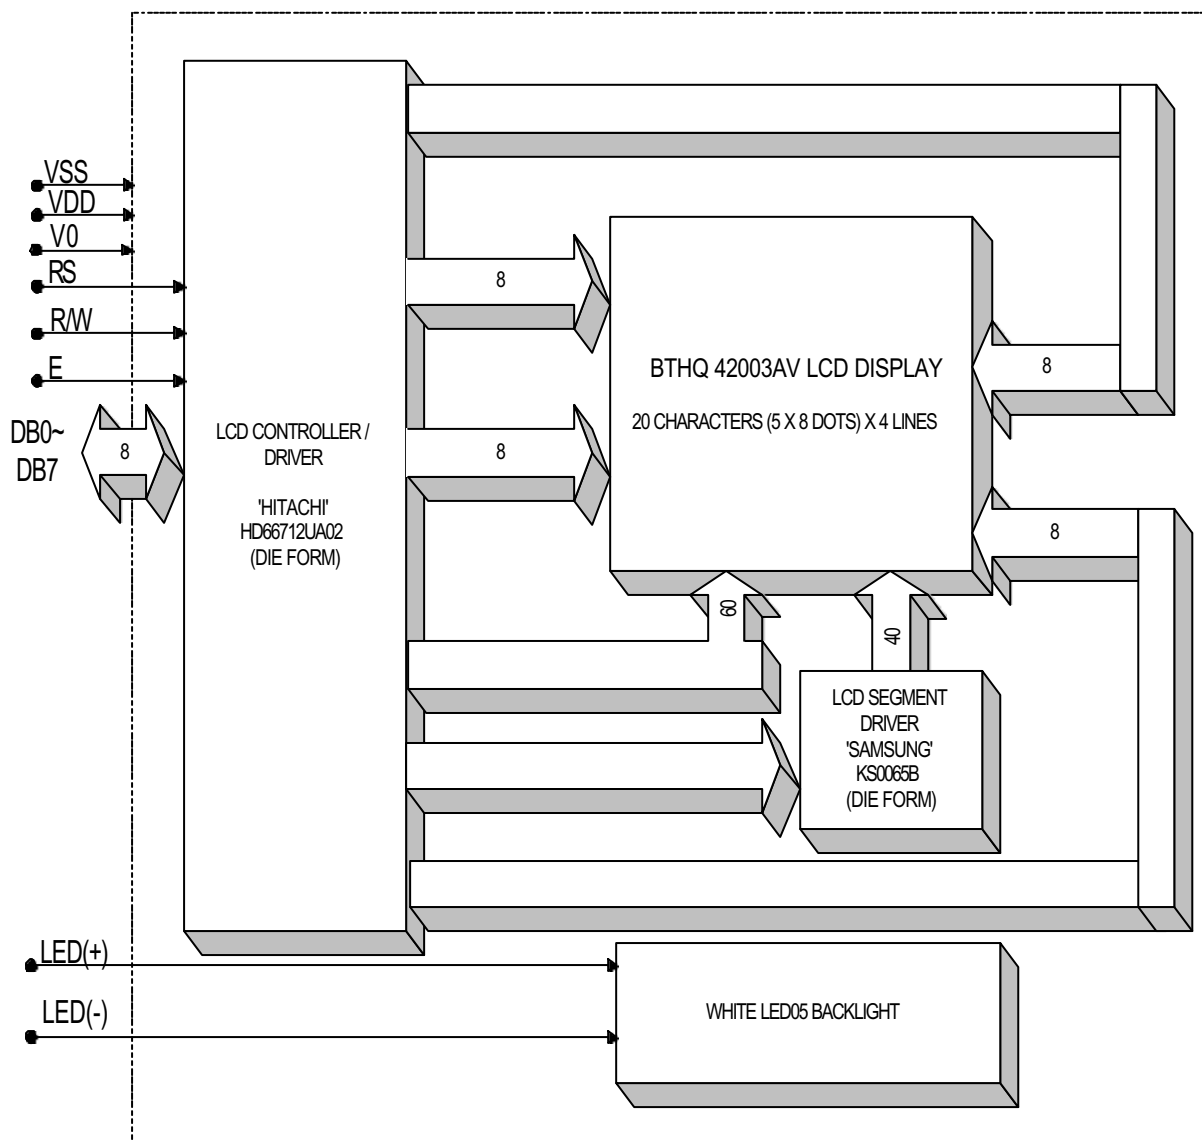 VSS
VDD
V0
RS
R/W
E
DB0~
DB7
8
LCD CONTROLLER /
DRIVER
'HITACHI'
HD66712UA02
(DIE FORM)
8
8
BTHQ 42003AV LCD DISPLAY
20 CHARACTERS (5 X 8 DOTS) X 4 LINES
8
8
60
40
LCD SEGMENT
DRIVER
'SAMSUNG'
KS0065B
(DIE FORM)
LED(+)
LED(-)
WHITE LED05 BACKLIGHT